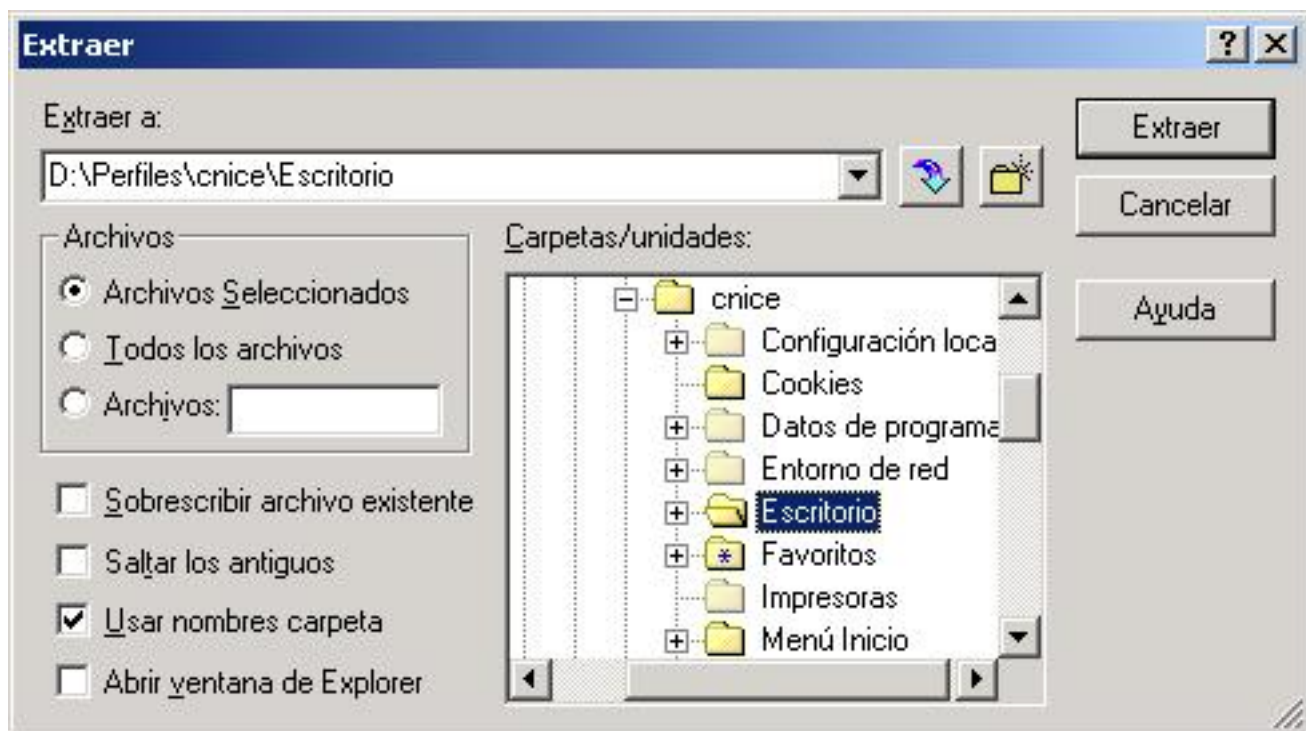 Extraer
Extraer a:
D:\Perfiles\cnice\Escritorio
Extraer
Cancelar
Ayuda
Archivos
Archivos Seleccionados
Todos los archivos
Archivos:
Sobrescribir archivo existente
Saltar los antiguos
Usar nombres carpeta
Abrir ventana de Explorer
Carpetas/unidades:
cnice
Configuración loca
Cookies
Datos de programa
Entorno de red
Escritorio
Favoritos
Impresoras
Menú Inicio